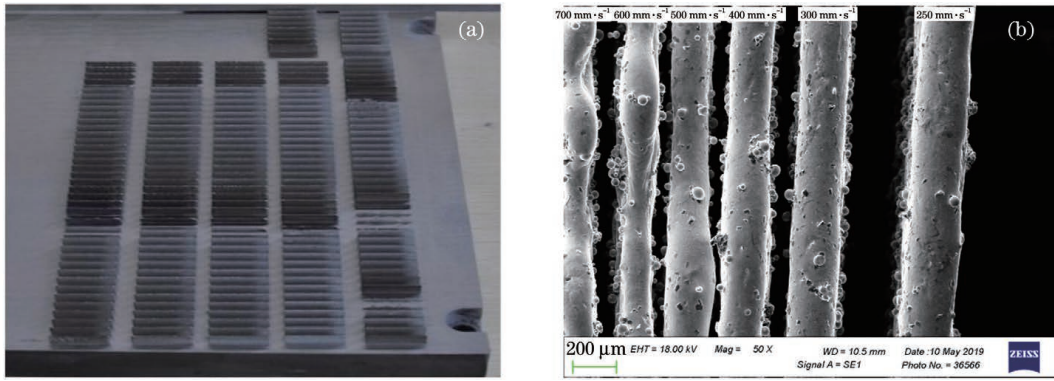 (a)
700 mm·s⁻¹ 600 mm·s⁻¹ 500 mm·s⁻¹ 400 mm·s⁻¹ 300 mm·s⁻¹ 250 mm·s⁻¹
(b)
200 μm EHT = 18.00 kV Mag = 50 X WD = 10.5 mm Date :10 May 2019 ZEISS
Signal A = SE1 Photo No. = 36566